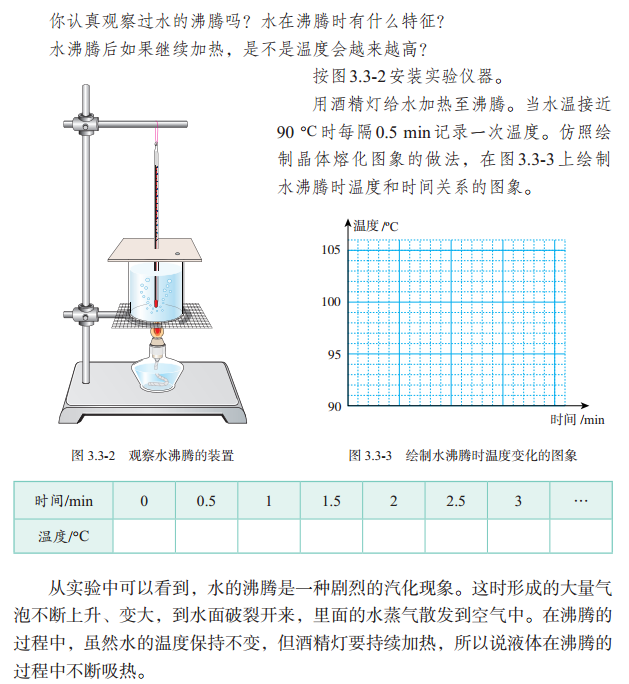 你认真观察过水的沸腾吗？水在沸腾时有什么特征？
水沸腾后如果继续加热，是不是温度会越来越高？
按图3.3-2安装实验仪器。
用酒精灯给水加热至沸腾。当水温接近
90 ℃时每隔0.5 min记录一次温度。仿照绘
制晶体熔化图象的做法，在图3.3-3上绘制
水沸腾时温度和时间关系的图象。
温度/℃
105
100
95
90
时间/min
图 3.3-2 观察水沸腾的装置
图 3.3-3 绘制水沸腾时温度变化的图象
时间/min 0 0.5 1 1.5 2 2.5 3 …
温度/℃
从实验中可以看到，水的沸腾是一种剧烈的汽化现象。这时形成的大量气
泡不断上升、变大，到水面破裂开来，里面的水蒸气散发到空气中。在沸腾的
过程中，虽然水的温度保持不变，但酒精灯要持续加热，所以说液体在沸腾的
过程中不断吸热。